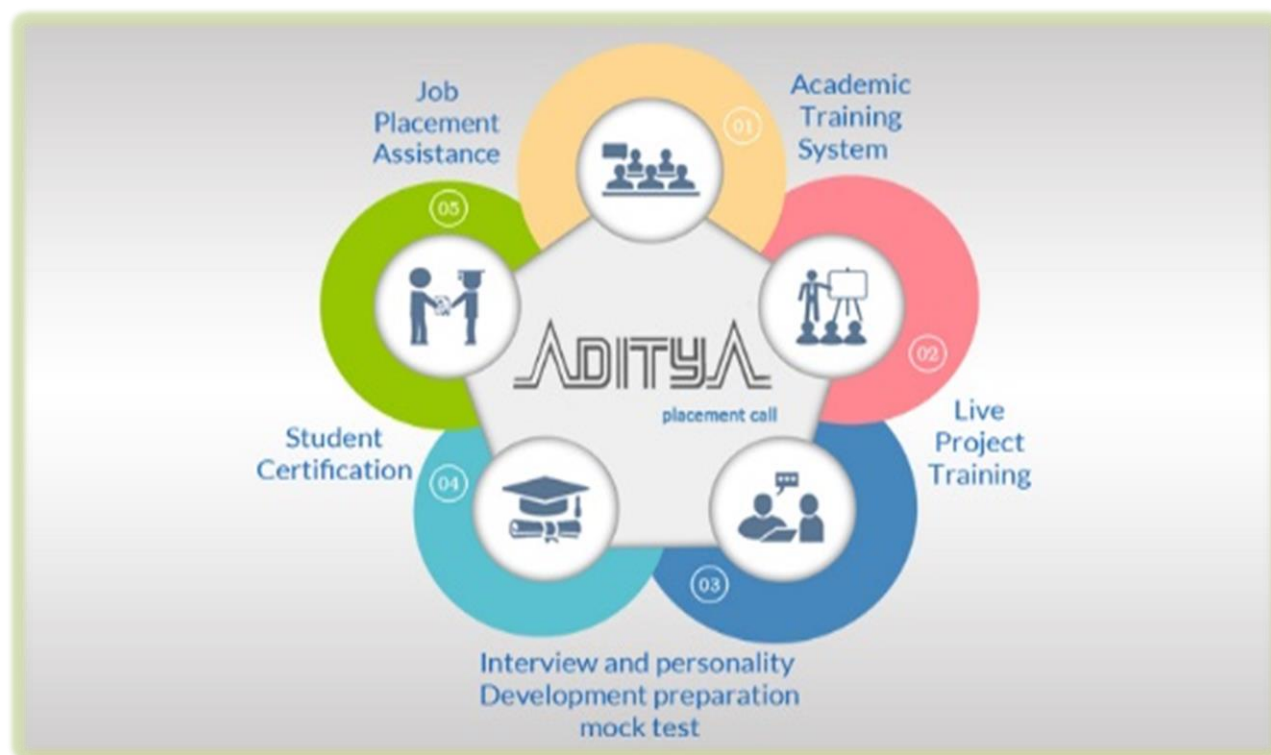 01
Academic
Training
System
02
Live
Project
Training
03
Interview and personality
Development preparation
mock test
04
Student
Certification
05
Job
Placement
Assistance
ADITYA
placement call